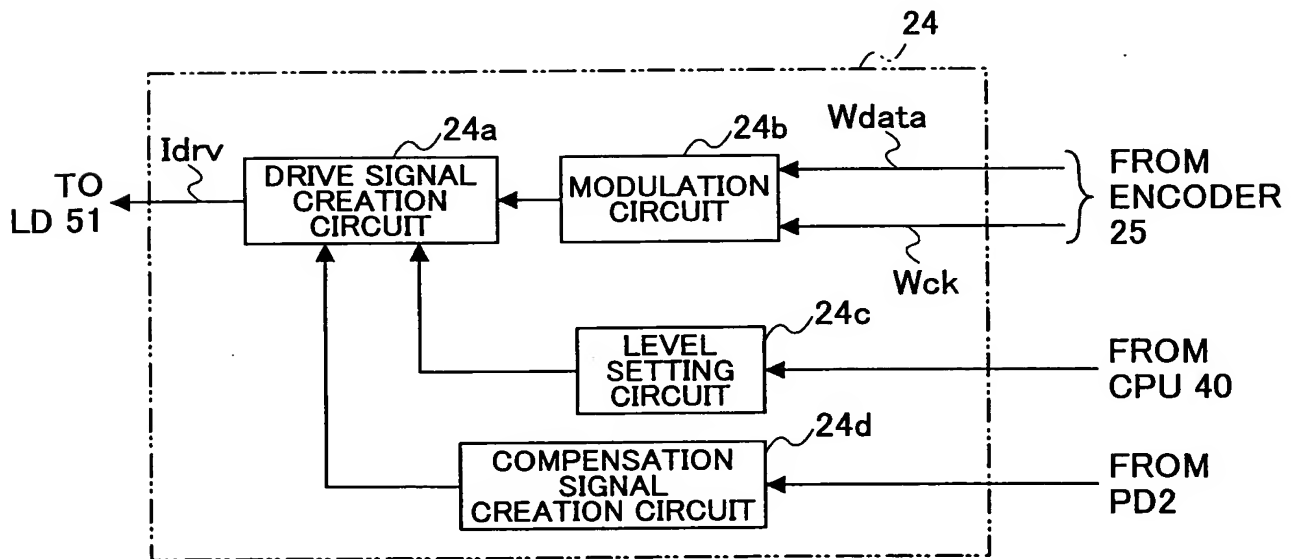 24
24a
24b
Wdata
Idrv
TO
LD 51
DRIVE SIGNAL
CREATION
CIRCUIT
MODULATION
CIRCUIT
FROM
ENCODER
25
Wck
24c
LEVEL
SETTING
CIRCUIT
FROM
CPU 40
24d
COMPENSATION
SIGNAL
CREATION CIRCUIT
FROM
PD2